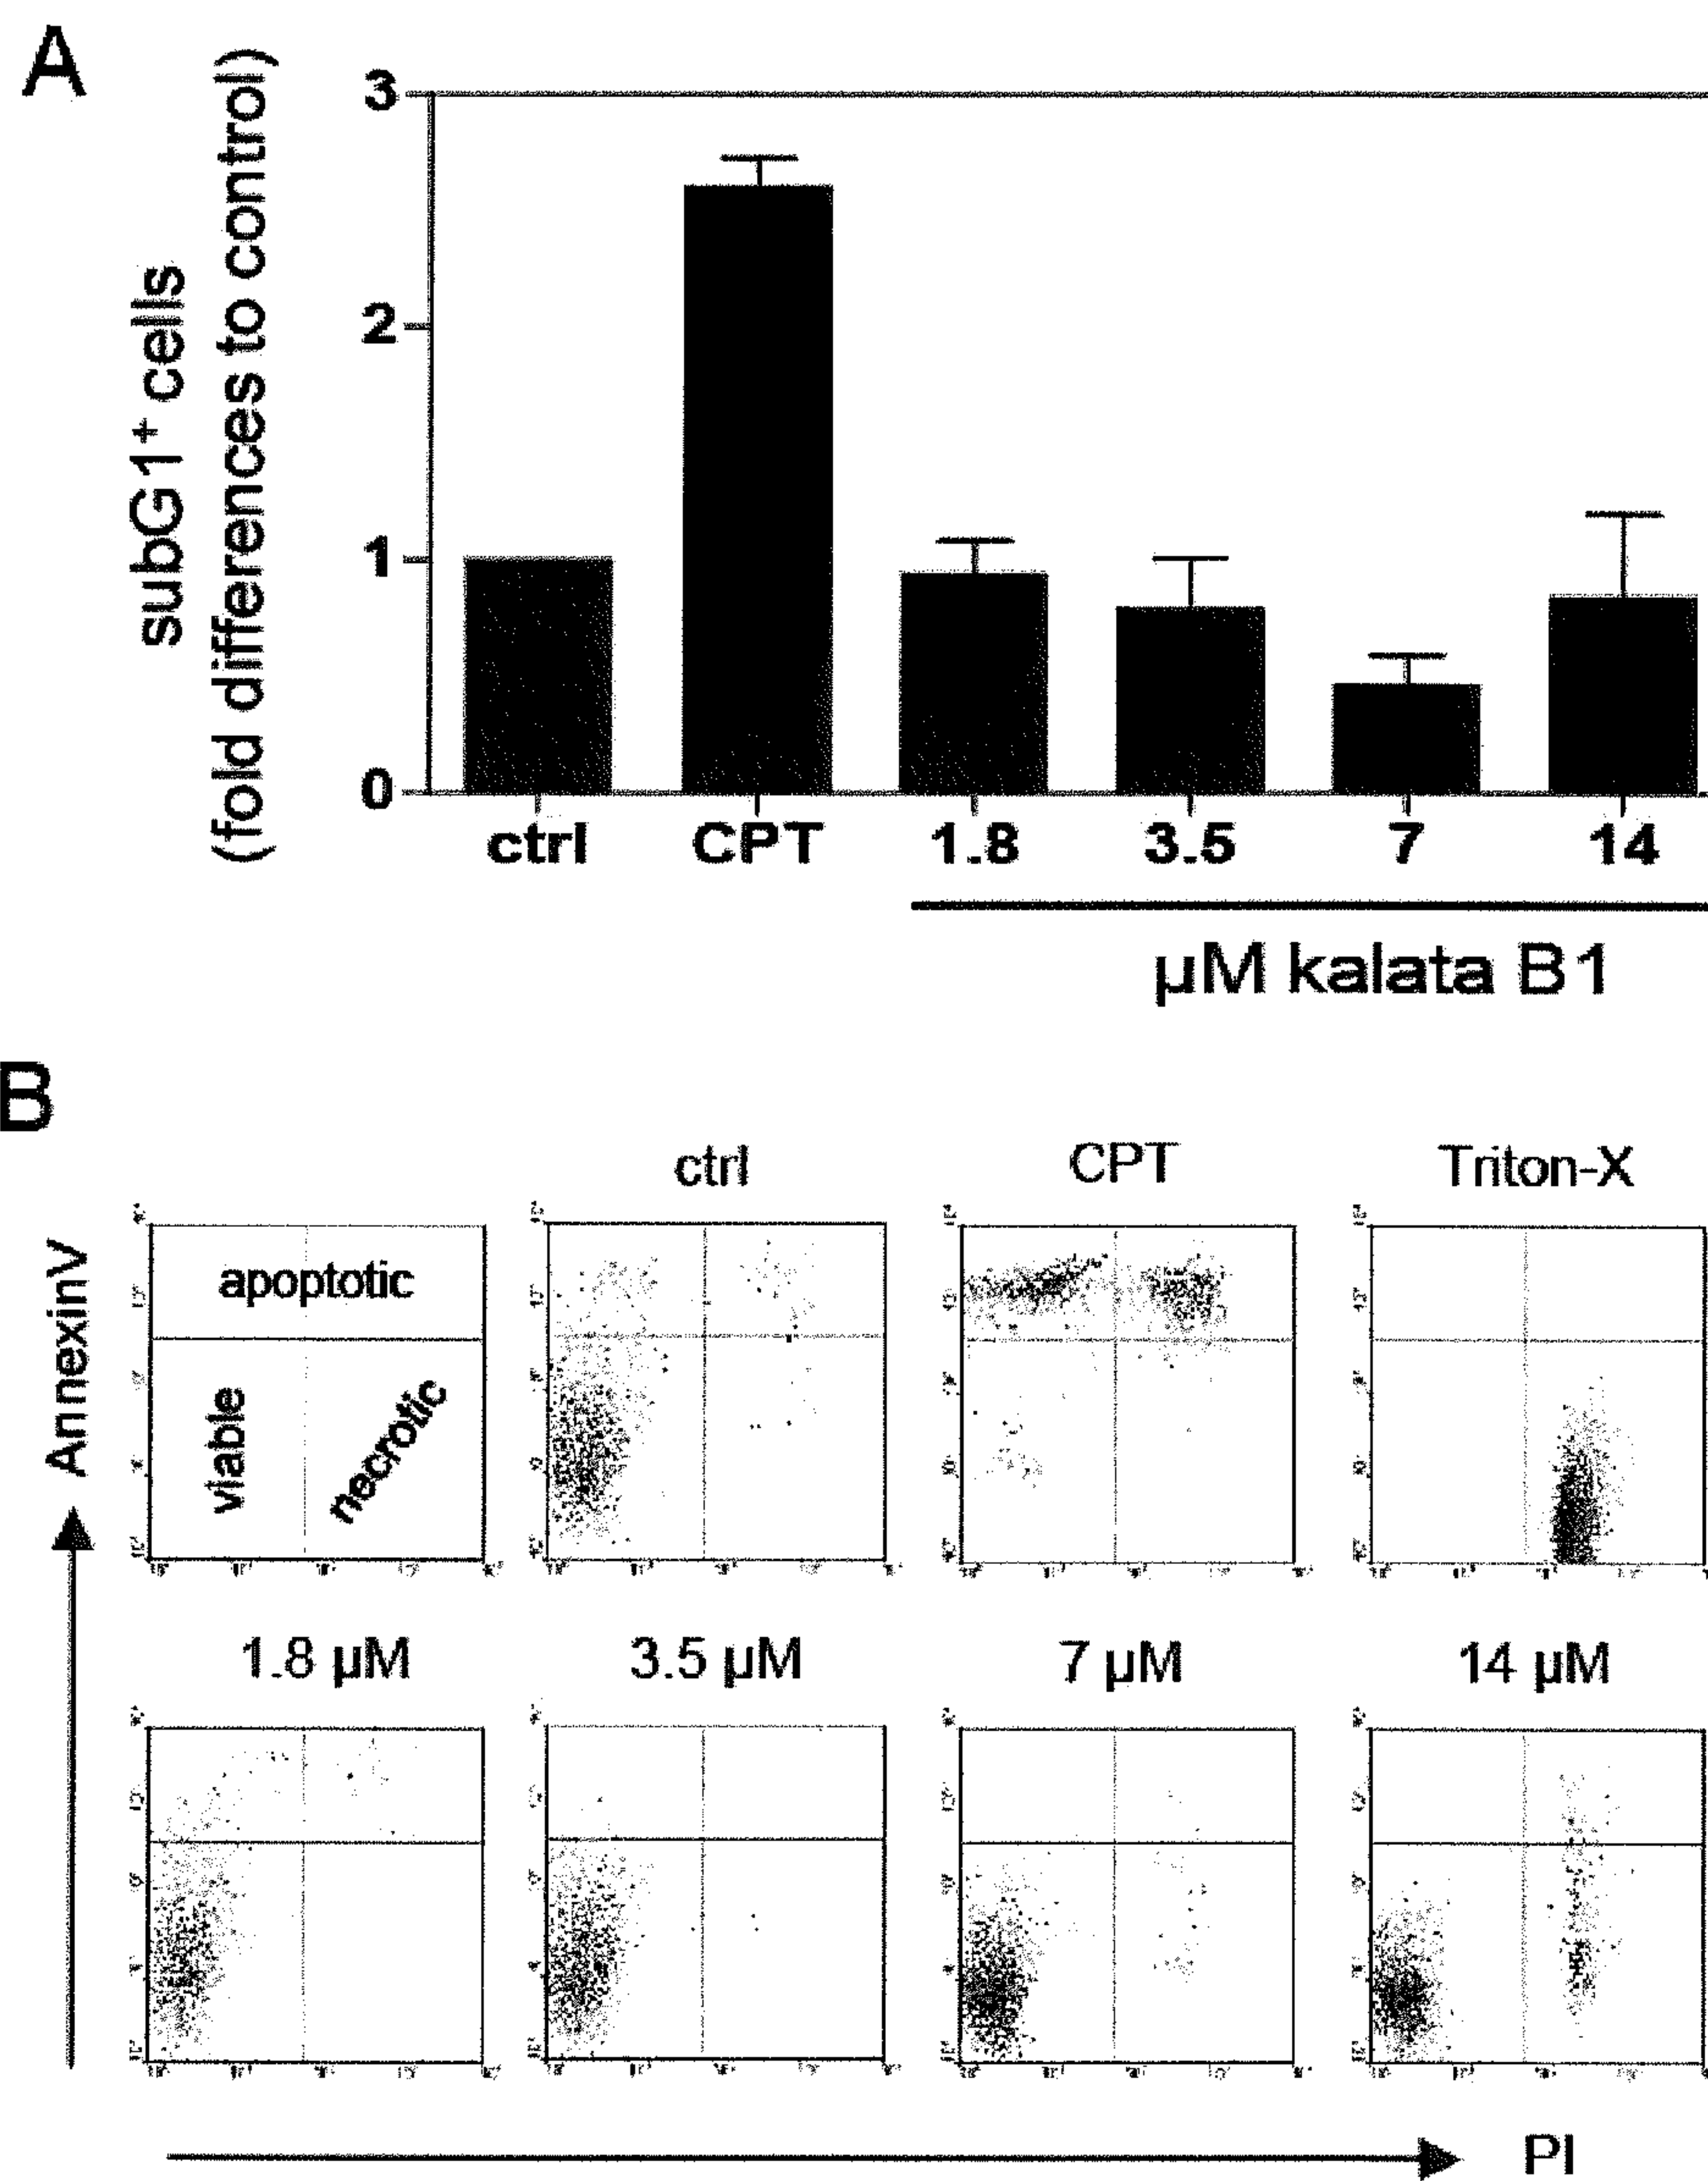 A
subG1⁺ cells
(fold differences to control)
3
2
1
0
ctrl CPT 1.8 3.5 7 14
µM kalata B1
B
ctrl CPT Triton-X
AnnexinV
apoptotic
viable
necrotic
1.8 µM 3.5 µM 7 µM 14 µM
PI